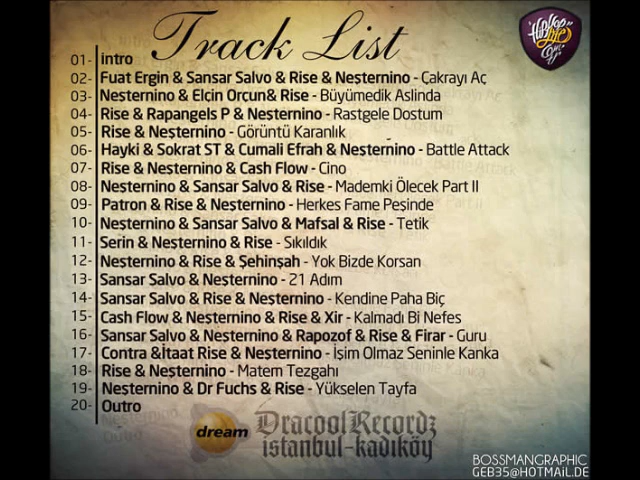 Track List
01- intro
02- Fuat Ergin & Sansar Salvo & Rise & Neşternino - Çakrayı Aç
03- Neşternino & Elçin Orçun& Rise - Büyümedik Aslinda
04- Rise & Rapangels P & Neşternino - Rastgele Dostum
05- Rise & Neşternino - Görüntü Karanlık
06- Hayki & Sokrat ST & Cumali Efrah & Neşternino - Battle Attack
07- Rise & Neşternino & Cash Flow - Cino
08- Neşternino & Sansar Salvo & Rise - Mademki Ölecek Part II
09- Patron & Rise & Neşternino - Herkes Fame Peşinde
10- Neşternino & Sansar Salvo & Mafsal & Rise - Tetik
11- Serin & Neşternino & Rise - Sıkıldık
12- Neşternino & Rise & Şehinşah - Yok Bizde Korsan
13- Sansar Salvo & Neşternino - 21 Adım
14- Sansar Salvo & Rise & Neşternino - Kendine Paha Biç
15- Cash Flow & Neşternino & Rise & Xir - Kalmadı Bi Nefes
16- Sansar Salvo & Neşternino & Rapozof & Rise & Firar - Guru
17- Contra &İtaat Rise & Neşternino - İşim Olmaz Seninle Kanka
18- Rise & Neşternino - Matem Tezgahı
19- Neşternino & Dr Fuchs & Rise - Yükselen Tayfa
20- Outro
dream
Dracool Recordz
istanbul-kadıköy
BOSSMANGRAPHIC
GEB35@HOTMAiL.DE